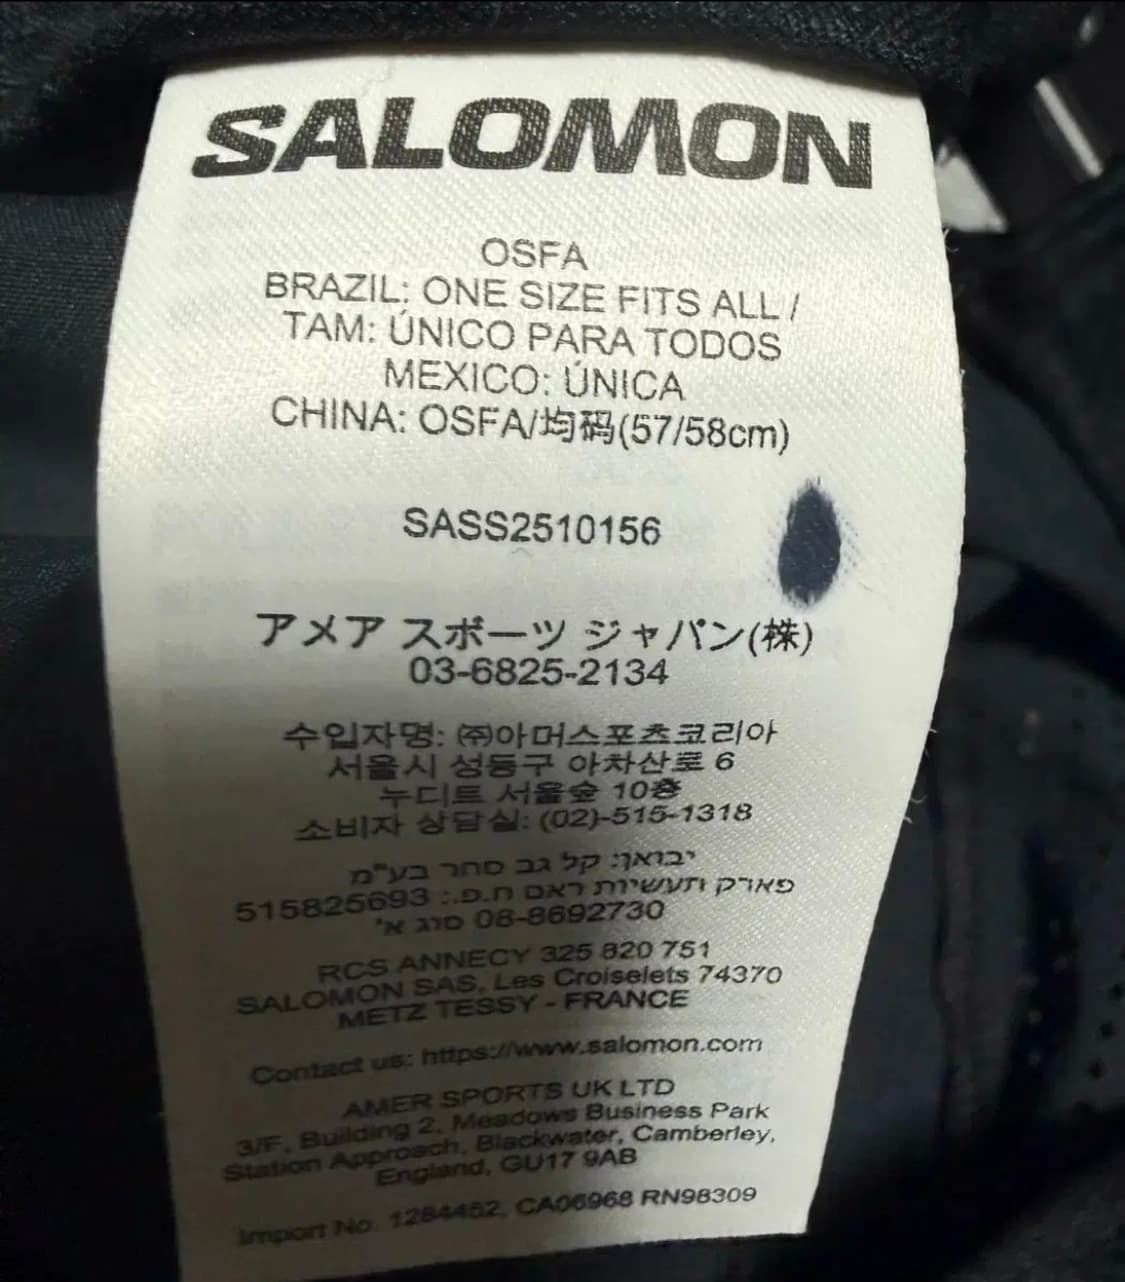 SALOMON
OSFA
BRAZIL: ONE SIZE FITS ALL /
TAM: ÚNICO PARA TODOS
MEXICO: ÚNICA
CHINA: OSFA/均码(57/58cm)
SASS2510156
アメア スポーツ ジャパン(株)
03-6825-2134
수입자명: ㈜아머스포츠코리아
서울시 성동구 아차산로 6
누디트 서울숲 10층
소비자 상담실: (02)-515-1318
יבואן: קל גב סחר בע"מ
פארק תעשיות ראם ח.פ.: 515825693
08-8692730 סוג א'
RCS ANNECY 325 820 751
SALOMON SAS, Les Croiselets 74370
METZ TESSY - FRANCE
Contact us: https://www.salomon.com
AMER SPORTS UK LTD
3/F, Building 2, Meadows Business Park
Station Approach, Blackwater, Camberley,
England, GU17 9AB
Import No. 1284452, CA06968 RN98309